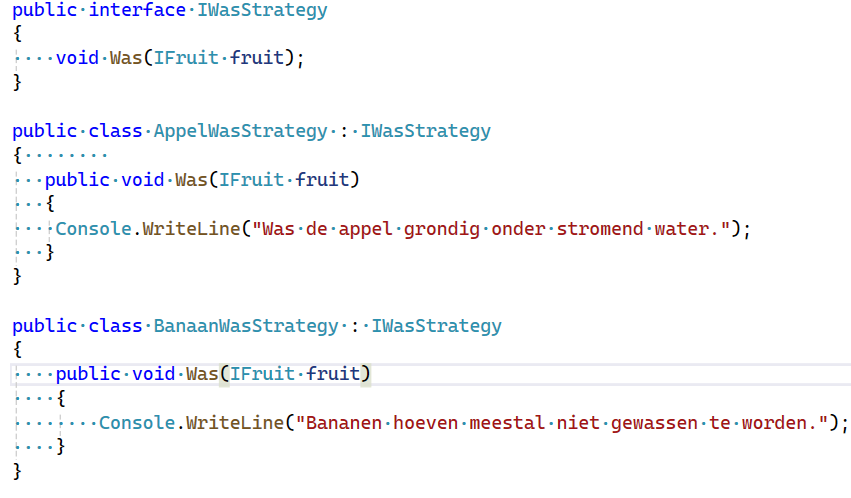 public interface IWasStrategy
{
    void Was(IFruit fruit);
}

public class AppelWasStrategy : IWasStrategy
{
   public void Was(IFruit fruit)
   {
    Console.WriteLine("Was de appel grondig onder stromend water.");
   }
}

public class BanaanWasStrategy : IWasStrategy
{
    public void Was(IFruit fruit)
    {
        Console.WriteLine("Bananen hoeven meestal niet gewassen te worden.");
    }
}